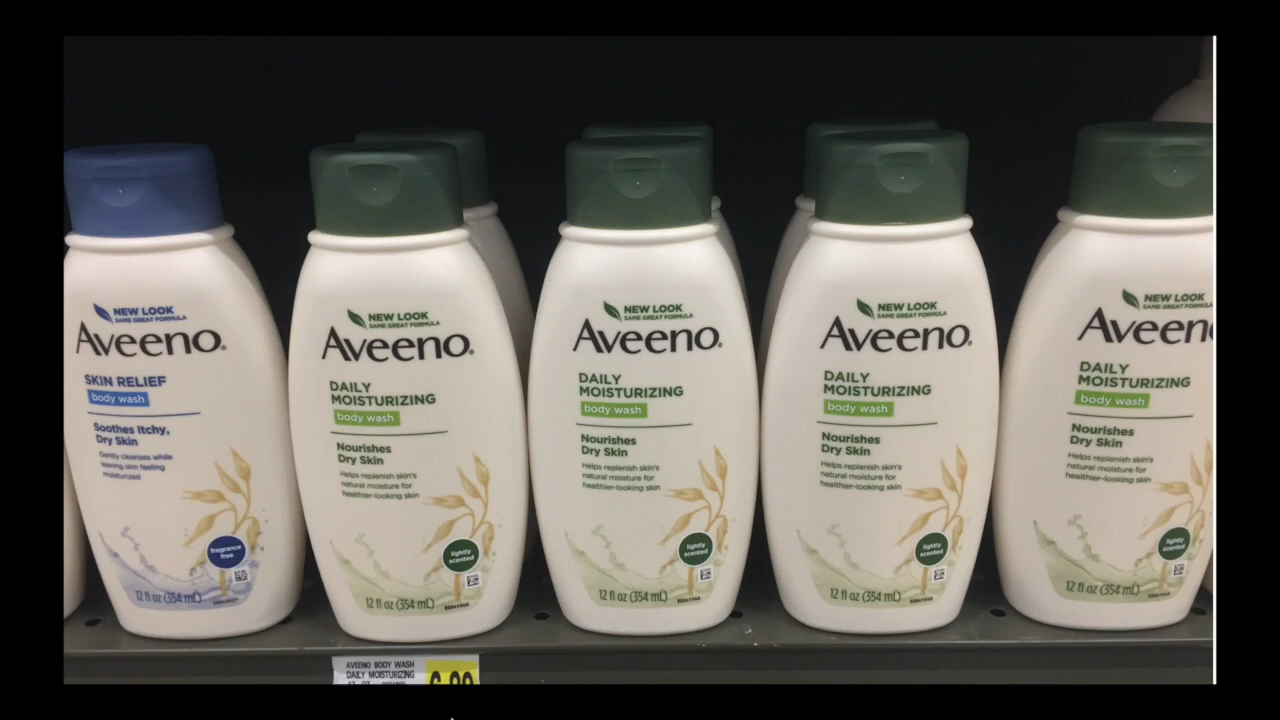 NEW LOOK
SAME GREAT FORMULA
Aveeno.
SKIN RELIEF
body wash
Soothes Itchy,
Dry Skin
Gently cleanses while
leaving skin feeling
moisturized
fragrance
free
12 fl oz (354 mL)
NEW LOOK
SAME GREAT FORMULA
Aveeno.
DAILY
MOISTURIZING
body wash
Nourishes
Dry Skin
Helps replenish skin's
natural moisture for
healthier-looking skin
lightly
scented
12 fl oz (354 mL)
NEW LOOK
SAME GREAT FORMULA
Aveeno.
DAILY
MOISTURIZING
body wash
Nourishes
Dry Skin
Helps replenish skin's
natural moisture for
healthier-looking skin
lightly
scented
12 fl oz (354 mL)
NEW LOOK
SAME GREAT FORMULA
Aveeno.
DAILY
MOISTURIZING
body wash
Nourishes
Dry Skin
Helps replenish skin's
natural moisture for
healthier-looking skin
lightly
scented
12 fl oz (354 mL)
NEW LOOK
SAME GREAT FORMULA
Aveen
DAILY
MOISTURIZING
body wash
Nourishes
Dry Skin
Helps replenish skin's
natural moisture for
healthier-looking skin
lightly
scented
12 fl oz (354 mL)
AVEENO BODY WASH
DAILY MOISTURIZING